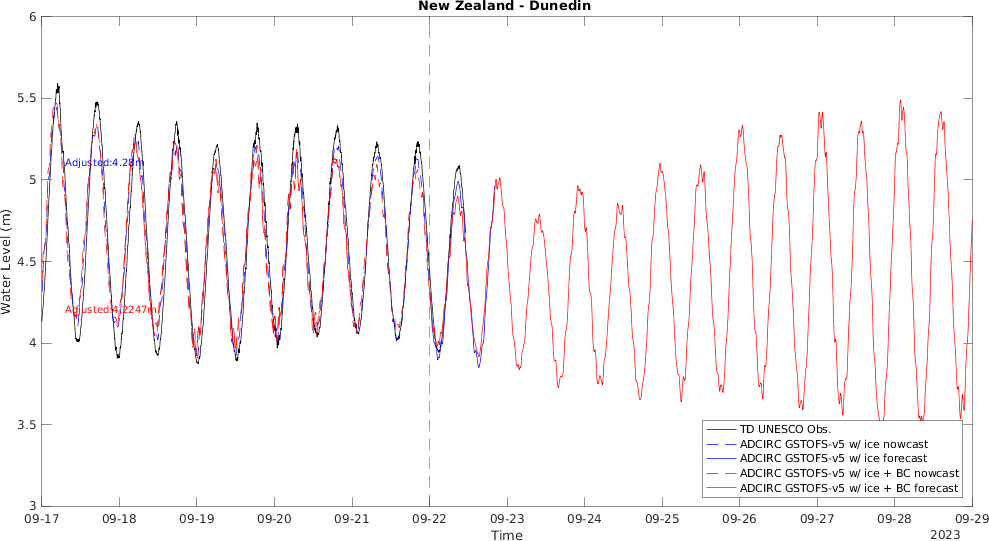 New Zealand - Dunedin
6
5.5
5
4.5
4
3.5
3
Water Level (m)
Adjusted:4.28m
Adjusted:4.2247m
TD UNESCO Obs.
ADCIRC GSTOFS-v5 w/ ice nowcast
ADCIRC GSTOFS-v5 w/ ice forecast
ADCIRC GSTOFS-v5 w/ ice + BC nowcast
ADCIRC GSTOFS-v5 w/ ice + BC forecast
09-17 09-18 09-19 09-20 09-21 09-22 09-23 09-24 09-25 09-26 09-27 09-28 09-29
Time
2023